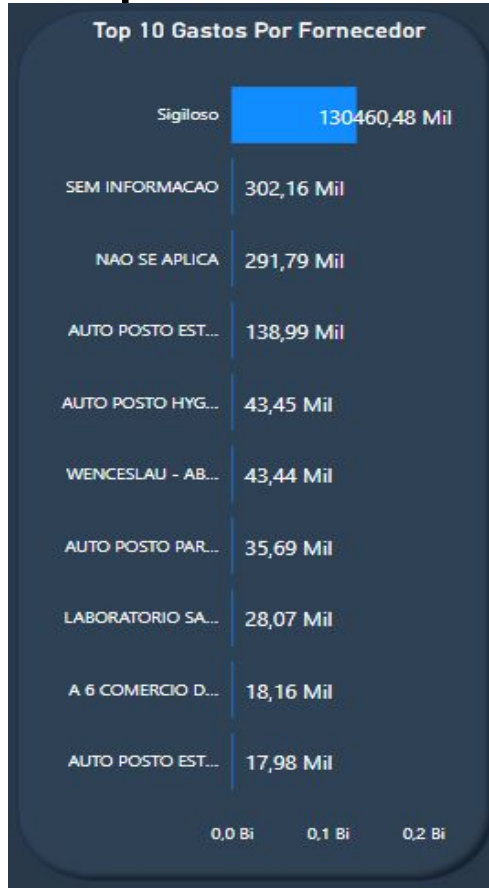 Top 10 Gastos Por Fornecedor
Sigiloso 130460,48 Mil
SEM INFORMACAO 302,16 Mil
NAO SE APLICA 291,79 Mil
AUTO POSTO EST... 138,99 Mil
AUTO POSTO HYG... 43,45 Mil
WENCESLAU - AB... 43,44 Mil
AUTO POSTO PAR... 35,69 Mil
LABORATORIO SA... 28,07 Mil
A 6 COMERCIO D... 18,16 Mil
AUTO POSTO EST... 17,98 Mil
0,0 Bi 0,1 Bi 0,2 Bi